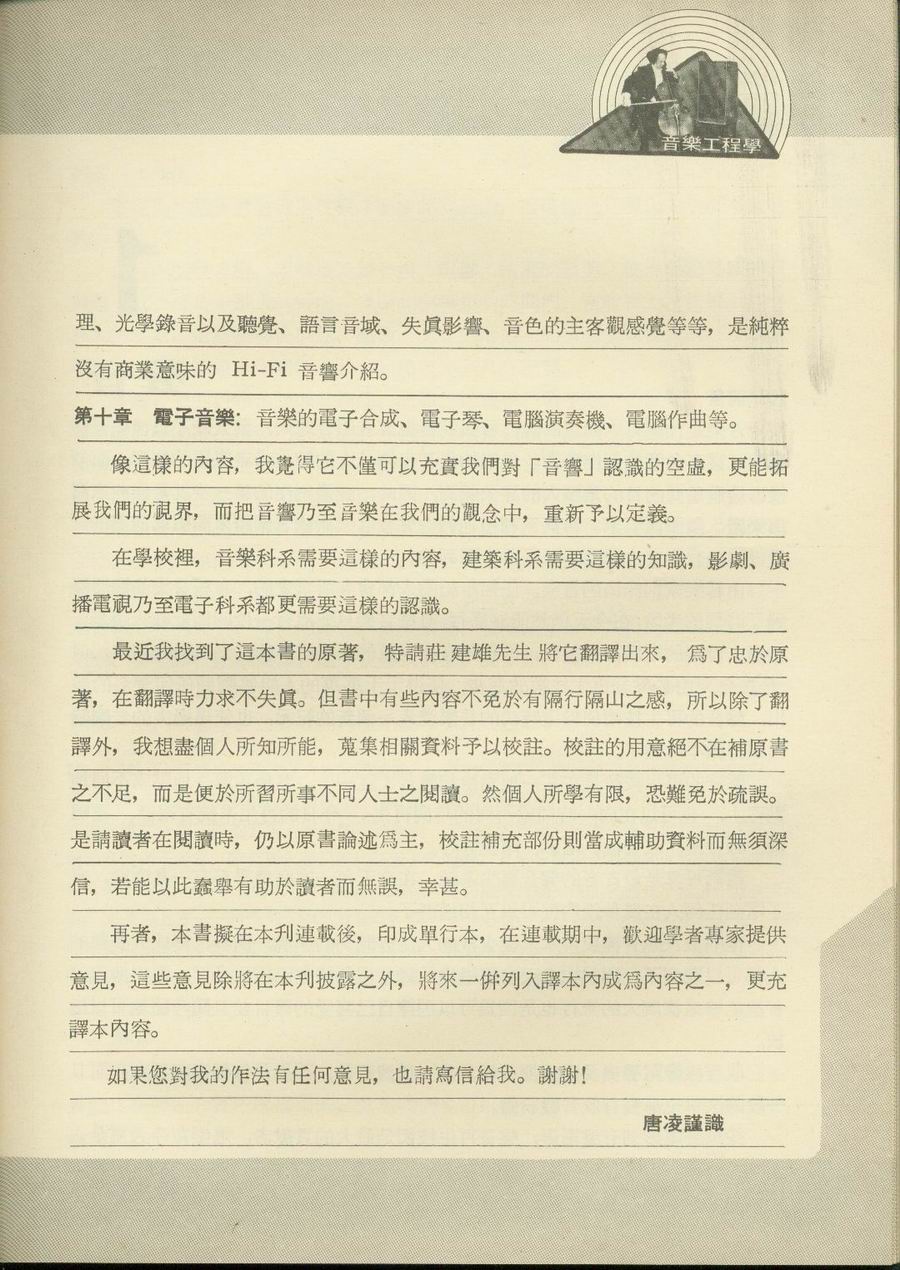 音樂工程學
理、光學錄音以及聽覺、語言音域、失眞影響、音色的主客觀感覺等等，是純粹
沒有商業意味的 Hi-Fi 音響介紹。
第十章　電子音樂：音樂的電子合成、電子琴、電腦演奏機、電腦作曲等。
像這樣的內容，我覺得它不僅可以充實我們對「音響」認識的空虛，更能拓
展我們的視界，而把音響乃至音樂在我們的觀念中，重新予以定義。
在學校裡，音樂科系需要這樣的內容，建築科系需要這樣的知識，影劇、廣
播電視乃至電子科系都更需要這樣的認識。
最近我找到了這本書的原著，特請莊建雄先生將它翻譯出來，爲了忠於原
著，在翻譯時力求不失眞。但書中有些內容不免於有隔行隔山之感，所以除了翻
譯外，我想盡個人所知所能，蒐集相關資料予以校註。校註的用意絕不在補原書
之不足，而是便於所習所事不同人士之閱讀。然個人所學有限，恐難免於疏誤。
是請讀者在閱讀時，仍以原書論述爲主，校註補充部份則當成輔助資料而無須深
信，若能以此蠢舉有助於讀者而無誤，幸甚。
再者，本書擬在本刋連載後，印成單行本，在連載期中，歡迎學者專家提供
意見，這些意見除將在本刋披露之外，將來一倂列入譯本內成爲內容之一，更充
譯本內容。
如果您對我的作法有任何意見，也請寫信給我。謝謝！
唐凌謹識